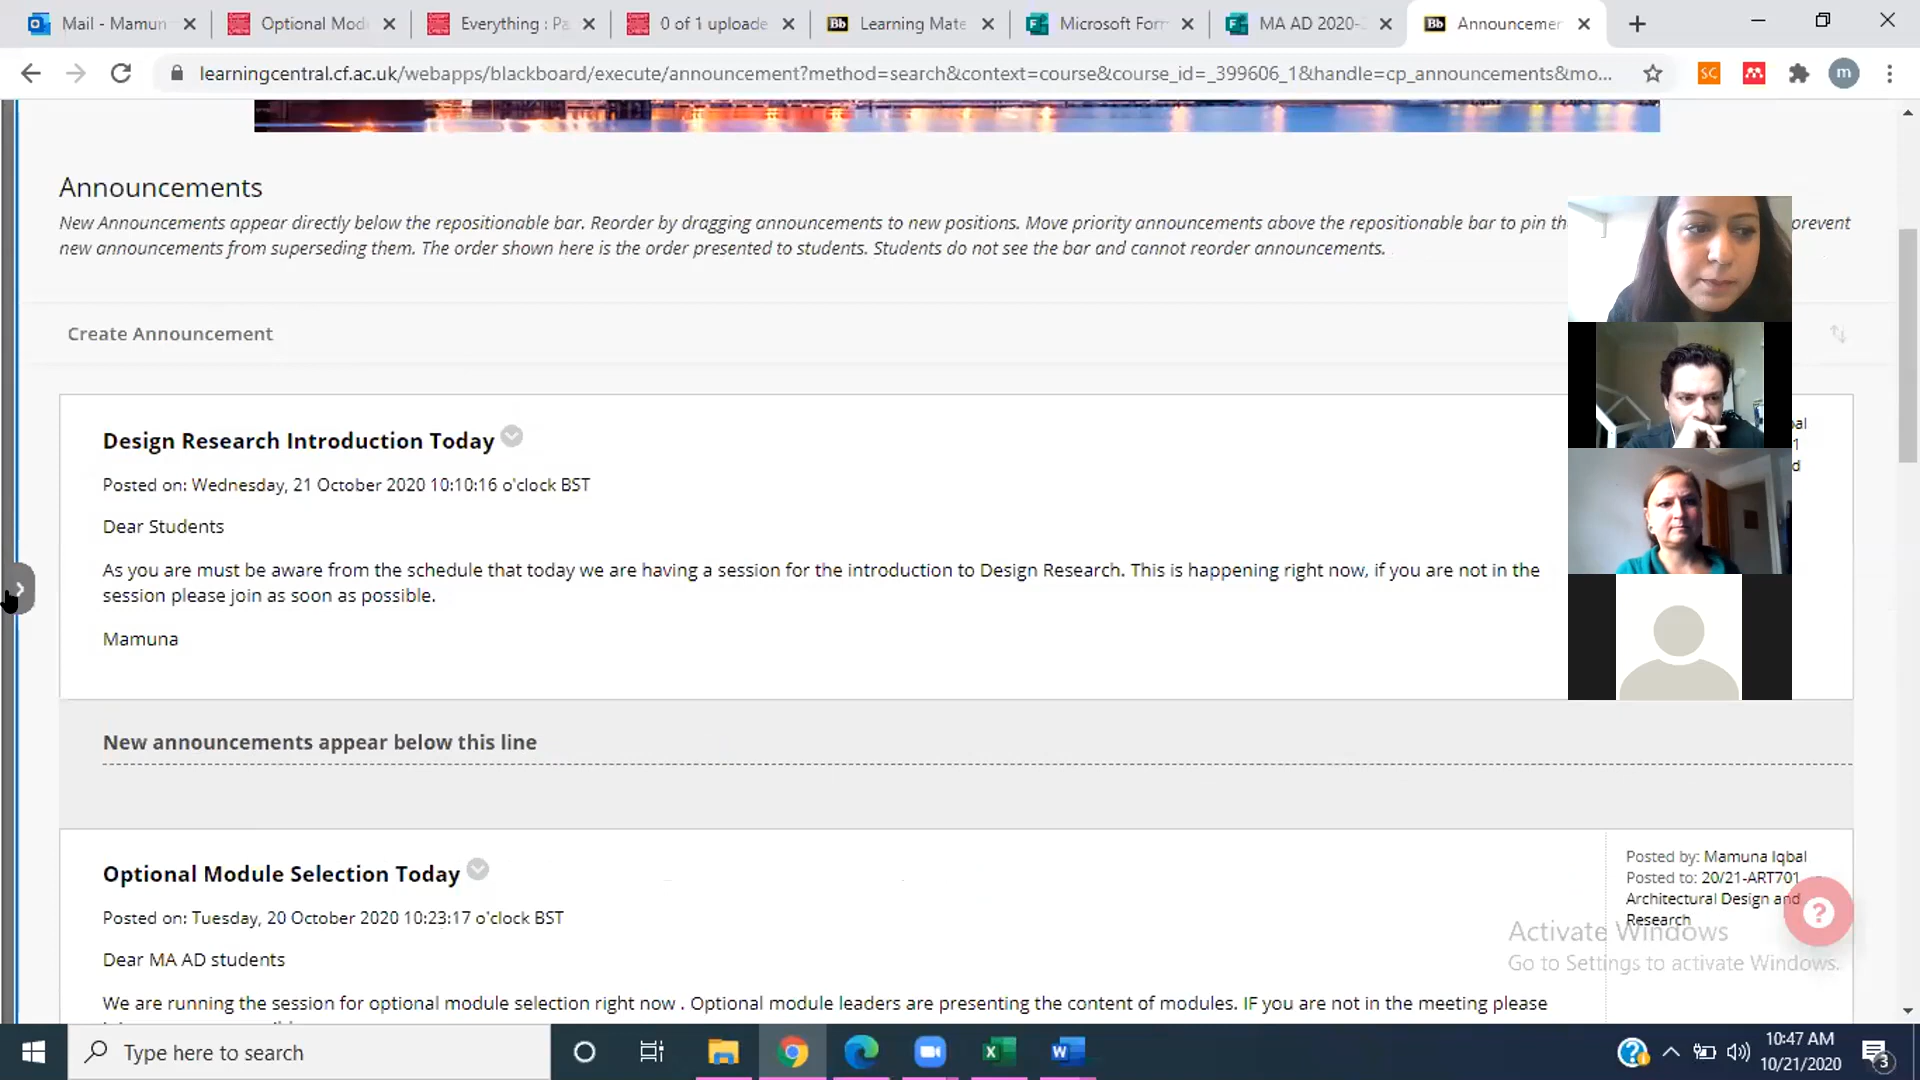 Mail - Mamun
Optional Mod
Everything : Pa
0 of 1 uploade
Learning Mate
Microsoft For
MA AD 2020-
Announcemer
learningcentral.cf.ac.uk/webapps/blackboard/execute/announcement?method=search&context=course&course_id=_399606_1&handle=cp_announcements&mo...
SC
m
Announcements
New Announcements appear directly below the repositionable bar. Reorder by dragging announcements to new positions. Move priority announcements above the repositionable bar to pin th prevent
new announcements from superseding them. The order shown here is the order presented to students. Students do not see the bar and cannot reorder announcements.
Create Announcement
Design Research Introduction Today
Posted on: Wednesday, 21 October 2020 10:10:16 o'clock BST
Dear Students
As you are must be aware from the schedule that today we are having a session for the introduction to Design Research. This is happening right now, if you are not in the
session please join as soon as possible.
Mamuna
New announcements appear below this line
Optional Module Selection Today
Posted on: Tuesday, 20 October 2020 10:23:17 o'clock BST
Dear MA AD students
We are running the session for optional module selection right now . Optional module leaders are presenting the content of modules. IF you are not in the meeting please
Posted by: Mamuna Iqbal
Posted to: 20/21-ART701
Architectural Design and
Research
Activate Windows
Go to Settings to activate Windows.
Type here to search
10:47 AM
10/21/2020
3